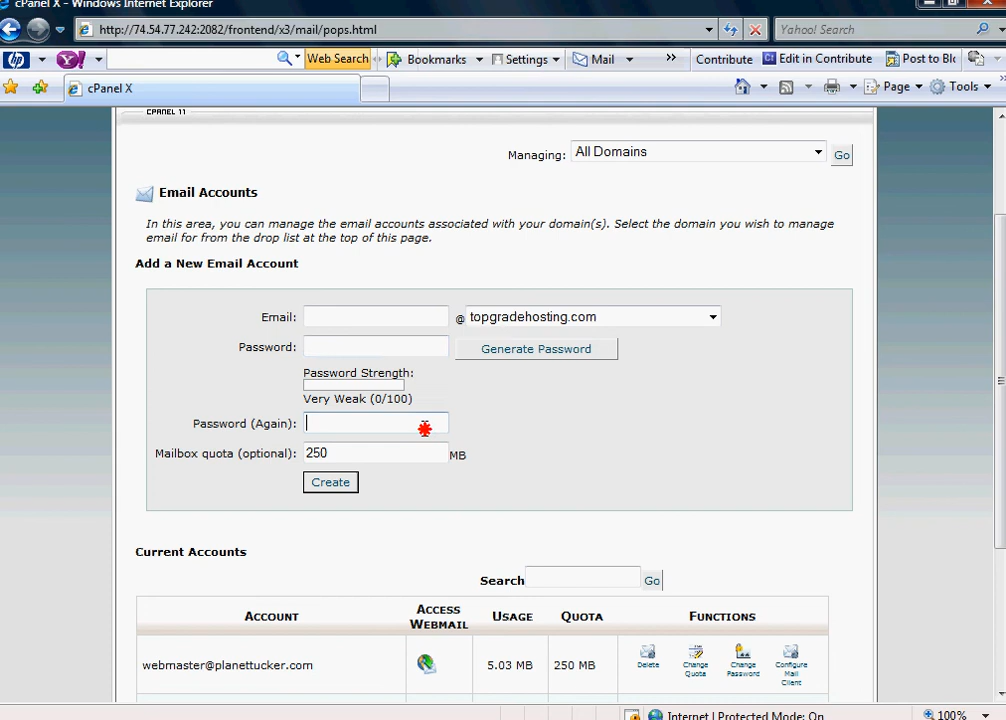 cPanel X - Windows Internet Explorer
http://74.54.77.242:2082/frontend/x3/mail/pops.html
Yahoo! Search
hp Y! Web Search Bookmarks Settings Mail » Contribute Edit in Contribute Post to Blo
cPanel X
Page Tools
CPANEL 11
Managing: All Domains Go
Email Accounts
In this area, you can manage the email accounts associated with your domain(s). Select the domain you wish to manage
email for from the drop list at the top of this page.
Add a New Email Account
Email: @ topgradehosting.com
Password: Generate Password
Password Strength:
Very Weak (0/100)
Password (Again):
Mailbox quota (optional): 250 MB
Create
Current Accounts
Search Go
ACCOUNT ACCESS WEBMAIL USAGE QUOTA FUNCTIONS
webmaster@planettucker.com 5.03 MB 250 MB Delete Change Quota Change Password Configure Mail Client
Internet | Protected Mode: On 100%